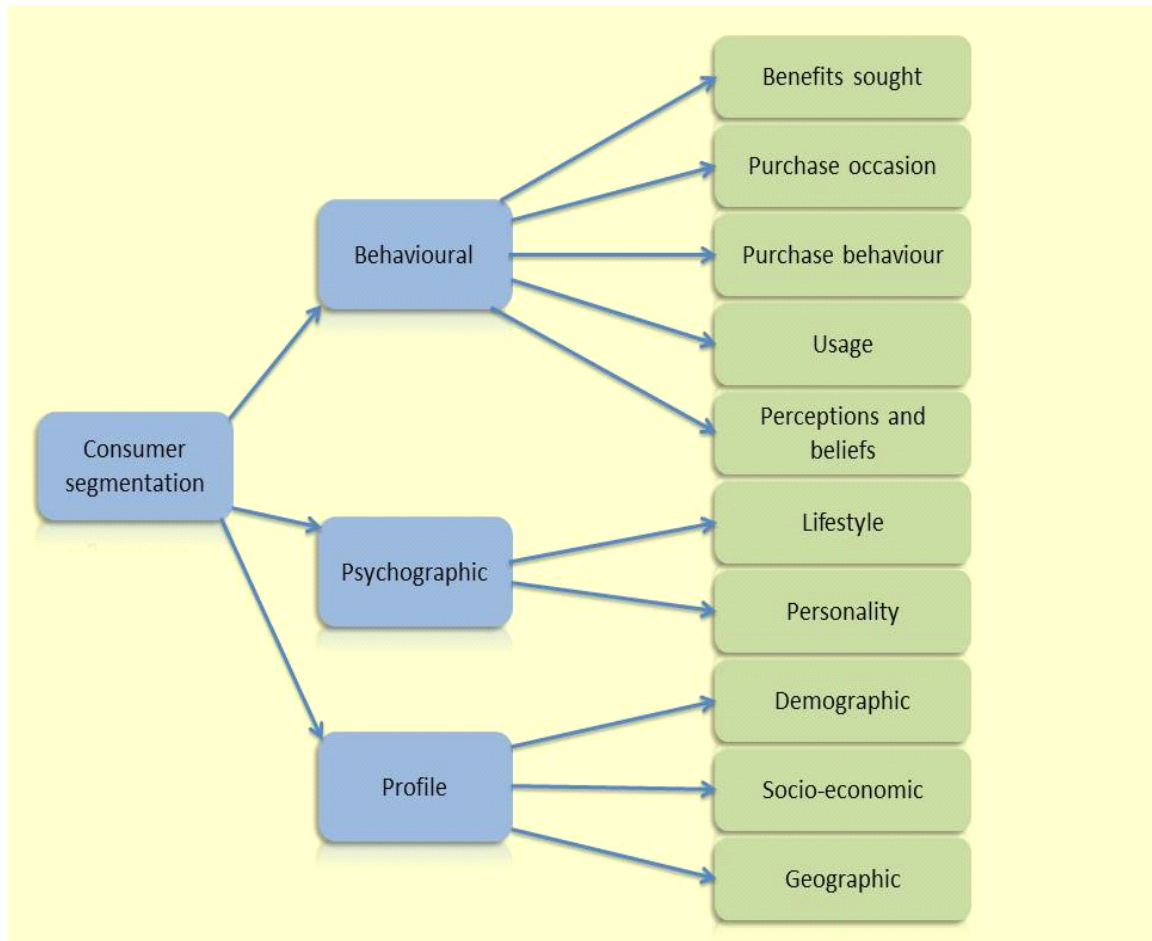 Consumer
segmentation
Behavioural
Psychographic
Profile
Benefits sought
Purchase occasion
Purchase behaviour
Usage
Perceptions and
beliefs
Lifestyle
Personality
Demographic
Socio-economic
Geographic